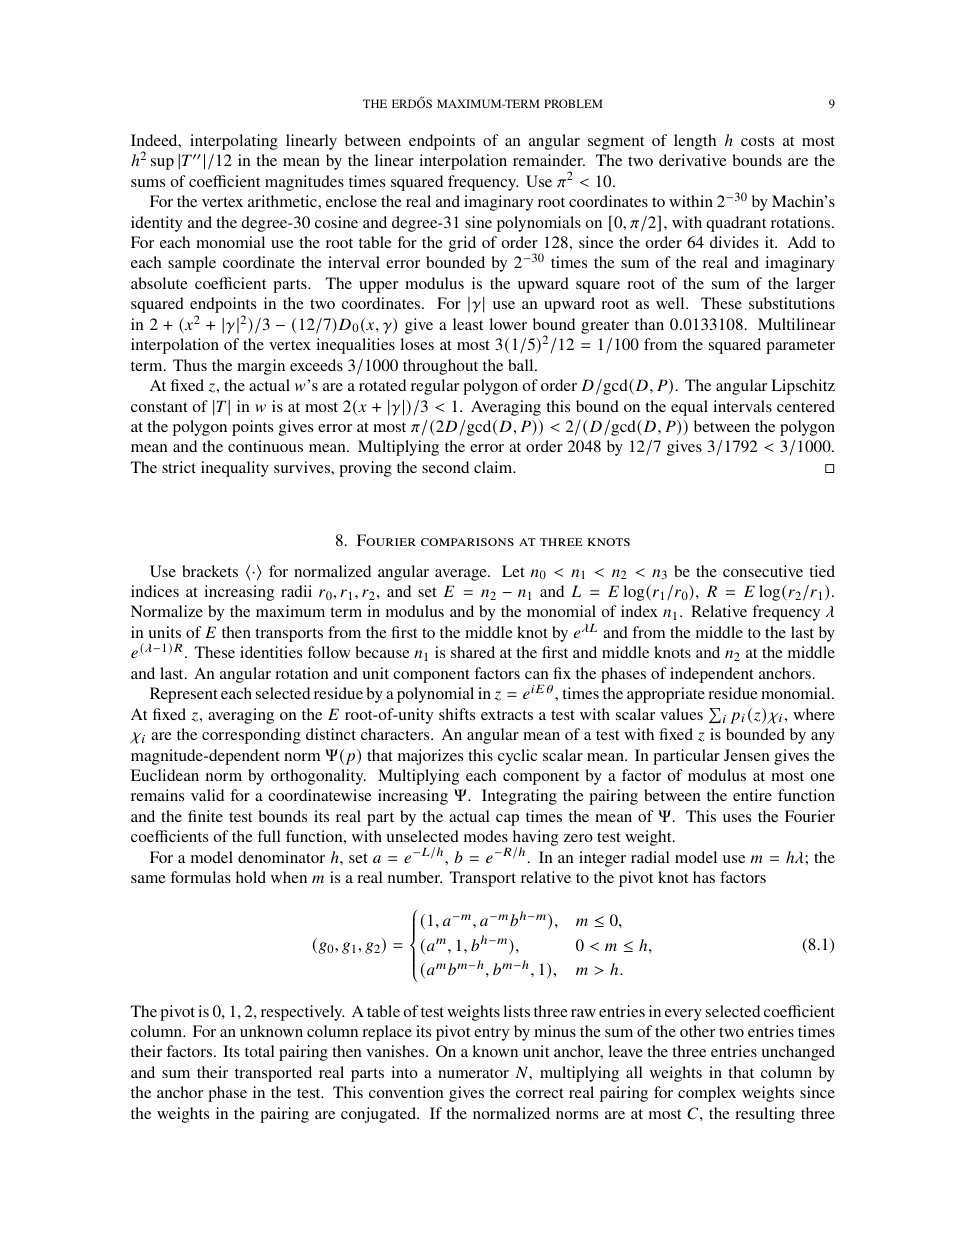 THE ERDŐS MAXIMUM-TERM PROBLEM 9
Indeed, interpolating linearly between endpoints of an angular segment of length h costs at most
h² sup |T′′|/12 in the mean by the linear interpolation remainder. The two derivative bounds are the
sums of coefficient magnitudes times squared frequency. Use π² < 10.
For the vertex arithmetic, enclose the real and imaginary root coordinates to within 2⁻³⁰ by Machin’s
identity and the degree-30 cosine and degree-31 sine polynomials on [0, π/2], with quadrant rotations.
For each monomial use the root table for the grid of order 128, since the order 64 divides it. Add to
each sample coordinate the interval error bounded by 2⁻³⁰ times the sum of the real and imaginary
absolute coefficient parts. The upper modulus is the upward square root of the sum of the larger
squared endpoints in the two coordinates. For |γ| use an upward root as well. These substitutions
in 2 + (x² + |γ|²)/3 − (12/7)D₀(x, γ) give a least lower bound greater than 0.0133108. Multilinear
interpolation of the vertex inequalities loses at most 3(1/5)²/12 = 1/100 from the squared parameter
term. Thus the margin exceeds 3/1000 throughout the ball.
At fixed z, the actual w’s are a rotated regular polygon of order D/gcd(D, P). The angular Lipschitz
constant of |T| in w is at most 2(x + |γ|)/3 < 1. Averaging this bound on the equal intervals centered
at the polygon points gives error at most π/(2D/gcd(D, P)) < 2/(D/gcd(D, P)) between the polygon
mean and the continuous mean. Multiplying the error at order 2048 by 12/7 gives 3/1792 < 3/1000.
The strict inequality survives, proving the second claim. □
8. Fourier comparisons at three knots
Use brackets ⟨·⟩ for normalized angular average. Let n₀ < n₁ < n₂ < n₃ be the consecutive tied
indices at increasing radii r₀, r₁, r₂, and set E = n₂ − n₁ and L = E log(r₁/r₀), R = E log(r₂/r₁).
Normalize by the maximum term in modulus and by the monomial of index n₁. Relative frequency λ
in units of E then transports from the first to the middle knot by e^{λL} and from the middle to the last by
e^{(λ−1)R}. These identities follow because n₁ is shared at the first and middle knots and n₂ at the middle
and last. An angular rotation and unit component factors can fix the phases of independent anchors.
Represent each selected residue by a polynomial in z = e^{iEθ}, times the appropriate residue monomial.
At fixed z, averaging on the E root-of-unity shifts extracts a test with scalar values ∑ᵢ pᵢ(z)χᵢ, where
χᵢ are the corresponding distinct characters. An angular mean of a test with fixed z is bounded by any
magnitude-dependent norm Ψ(p) that majorizes this cyclic scalar mean. In particular Jensen gives the
Euclidean norm by orthogonality. Multiplying each component by a factor of modulus at most one
remains valid for a coordinatewise increasing Ψ. Integrating the pairing between the entire function
and the finite test bounds its real part by the actual cap times the mean of Ψ. This uses the Fourier
coefficients of the full function, with unselected modes having zero test weight.
For a model denominator h, set a = e^{−L/h}, b = e^{−R/h}. In an integer radial model use m = hλ; the
same formulas hold when m is a real number. Transport relative to the pivot knot has factors
(1, a^{−m}, a^{−m}b^{h−m}), m ≤ 0,
(g₀, g₁, g₂) = { (a^m, 1, b^{h−m}), 0 < m ≤ h, (8.1)
(a^m b^{m−h}, b^{m−h}, 1), m > h.
The pivot is 0, 1, 2, respectively. A table of test weights lists three raw entries in every selected coefficient
column. For an unknown column replace its pivot entry by minus the sum of the other two entries times
their factors. Its total pairing then vanishes. On a known unit anchor, leave the three entries unchanged
and sum their transported real parts into a numerator N, multiplying all weights in that column by
the anchor phase in the test. This convention gives the correct real pairing for complex weights since
the weights in the pairing are conjugated. If the normalized norms are at most C, the resulting three